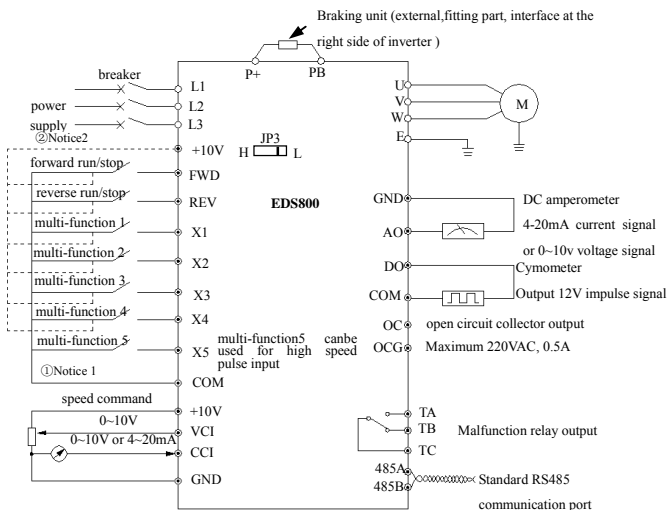 Braking unit (external,fitting part, interface at the
right side of inverter )
P+
PB
breaker
L1
power
L2
supply
L3
②Notice2
+10V
JP3
H
L
U
V
W
E
M
forward run/stop
FWD
reverse run/stop
REV
EDS800
multi-function 1
X1
multi-function 2
X2
multi-function 3
X3
multi-function 4
X4
multi-function 5
X5
multi-function5 canbe
used for high speed
pulse input
①Notice 1
COM
GND
DC amperometer
AO
4-20mA current signal
or 0~10v voltage signal
DO
Cymometer
COM
Output 12V impulse signal
OC
open circuit collector output
OCG
Maximum 220VAC, 0.5A
speed command
+10V
0~10V
VCI
0~10V or 4~20mA
CCI
GND
TA
TB
Malfunction relay output
TC
485A
485B
Standard RS485
communication port